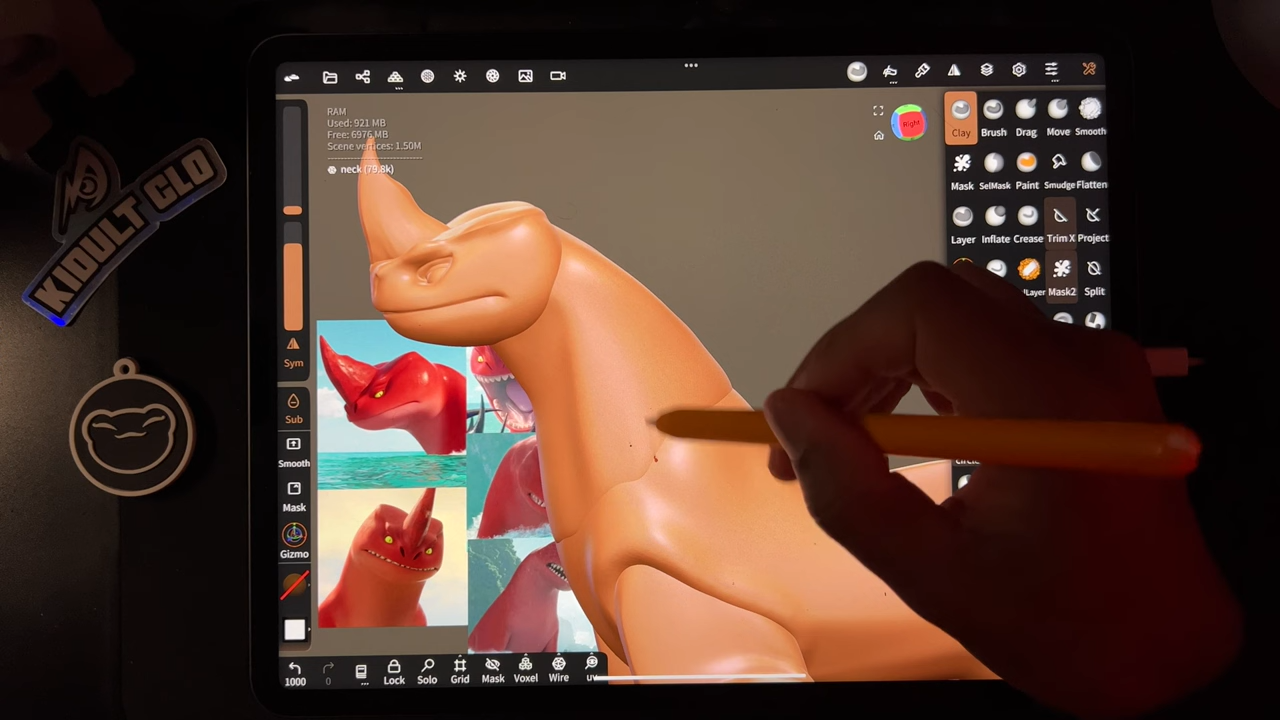 RAM
Used: 921 MB
Free: 6976 MB
Scene vertices: 1.50M
neck (79.8k)
Right
Clay
Brush
Drag
Move
Smooth
Mask
SelMask
Paint
Smudge
Flatten
Layer
Inflate
Crease
Trim X
Project
Layer
Mask2
Split
Sym
Sub
Smooth
Mask
Gizmo
1000
0
Lock
Solo
Grid
Mask
Voxel
Wire
KIDULT CLO